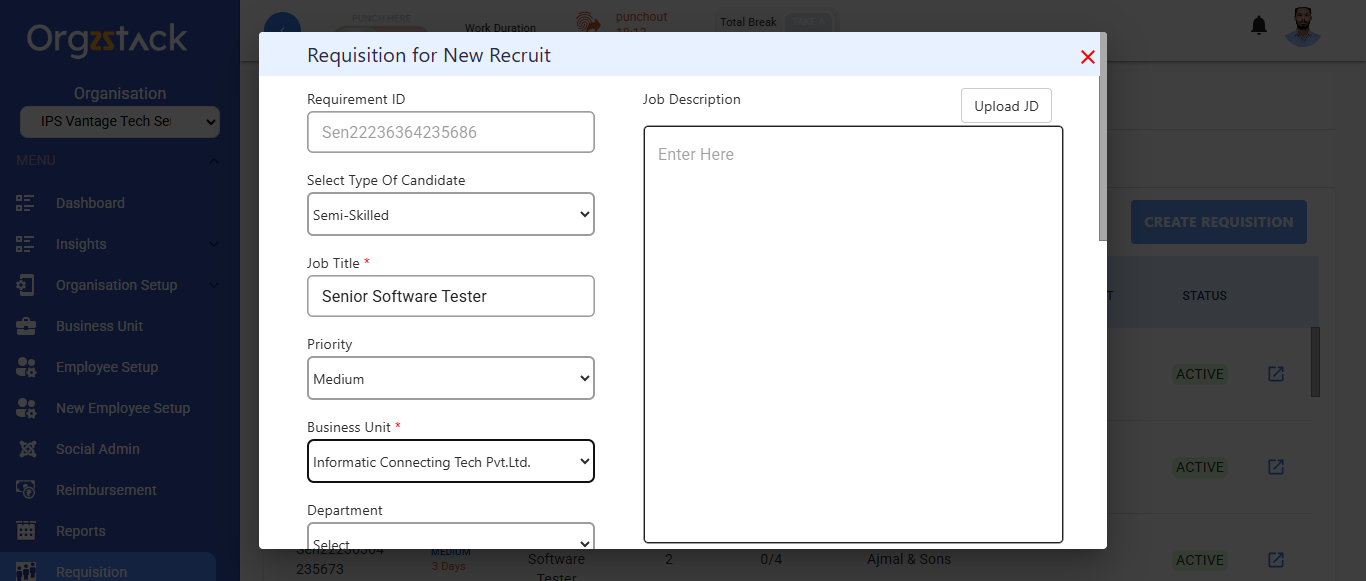 Orgzstack
PUNCH HERE
Work Duration
punchout
Total Break
TAKE A
Organisation
IPS Vantage Tech Se
MENU
Dashboard
Insights
Organisation Setup
Business Unit
Employee Setup
New Employee Setup
Social Admin
Reimbursement
Reports
Requisition
Requisition for New Recruit
Requirement ID
Sen22236364235686
Select Type Of Candidate
Semi-Skilled
Job Title *
Senior Software Tester
Priority
Medium
Business Unit *
Informatic Connecting Tech Pvt.Ltd.
Department
Select
Job Description
Upload JD
Enter Here
CREATE REQUISITION
T
STATUS
ACTIVE
ACTIVE
Sen22236364
235673
MEDIUM
3 Days
Software
Tester
2
0/4
Ajmal & Sons
ACTIVE